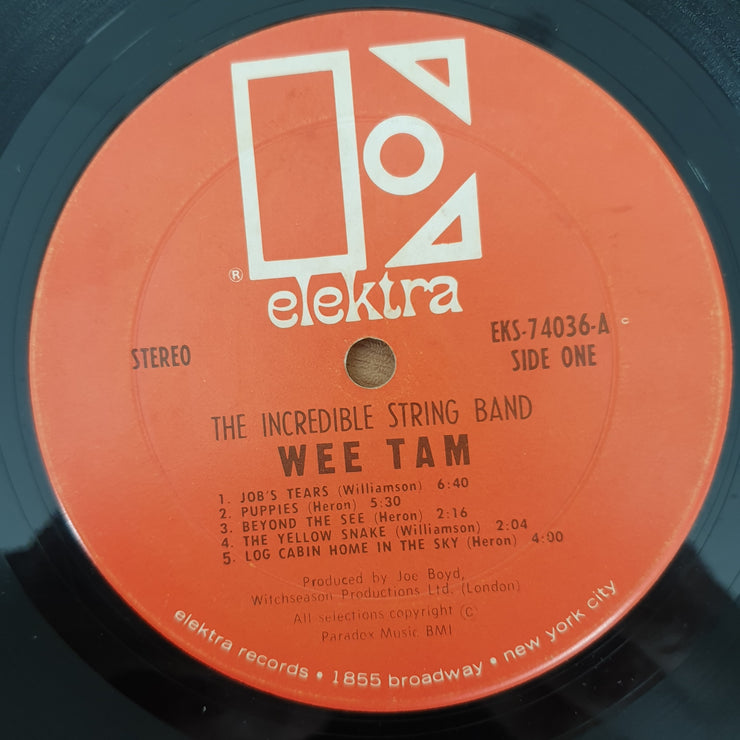 ®
elektra
STEREO
EKS-74036-A
SIDE ONE
THE INCREDIBLE STRING BAND
WEE TAM
1. JOB'S TEARS (Williamson) 6:40
2. PUPPIES (Heron) 5:30
3. BEYOND THE SEE (Heron) 2:16
4. THE YELLOW SNAKE (Williamson) 2:04
5. LOG CABIN HOME IN THE SKY (Heron) 4:00
Produced by Joe Boyd,
Witchseason Productions Ltd. (London)
All selections copyright ©
Paradox Music BMI
elektra records • 1855 broadway • new york city